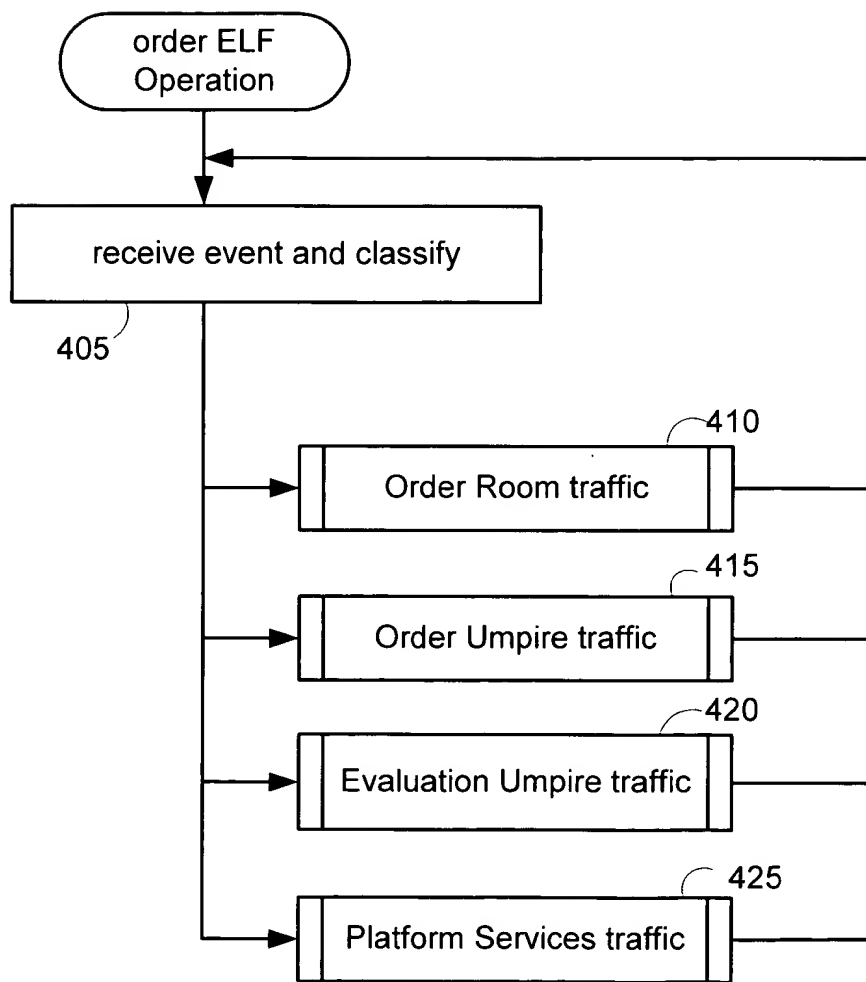 order ELF
Operation
receive event and classify
405
410
Order Room traffic
415
Order Umpire traffic
420
Evaluation Umpire traffic
425
Platform Services traffic